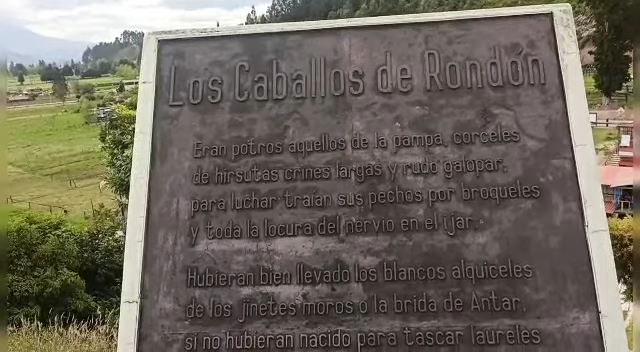 Los Caballos de Rondón
Eran potros aquellos de la pampa, corceles
de hirsutas crines largas y rudo galopar,
para luchar traían sus pechos por broqueles
y toda la locura del nervio en el ijar.
Hubieran bien llevado los blancos alquiceles
de los jinetes moros o la brida de Antar,
si no hubieran nacido para tascar laureles